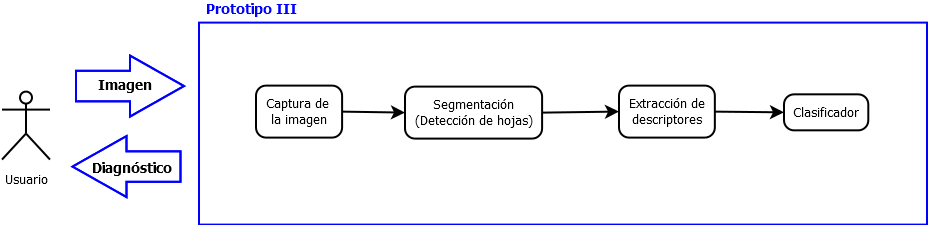 Prototipo III
Imagen
Diagnóstico
Usuario
Captura de
la imagen
Segmentación
(Detección de hojas)
Extracción de
descriptores
Clasificador